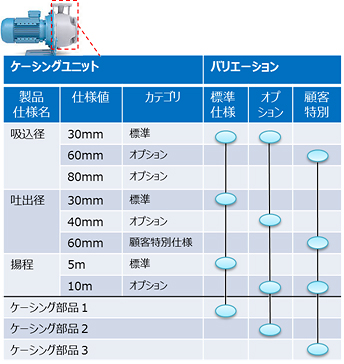 ケーシングユニット バリエーション
製品仕様名 仕様値 カテゴリ 標準仕様 オプション 顧客特別
吸込径 30mm 標準
60mm オプション
80mm オプション
吐出径 30mm 標準
40mm オプション
60mm 顧客特別仕様
揚程 5m 標準
10m オプション
ケーシング部品1
ケーシング部品2
ケーシング部品3